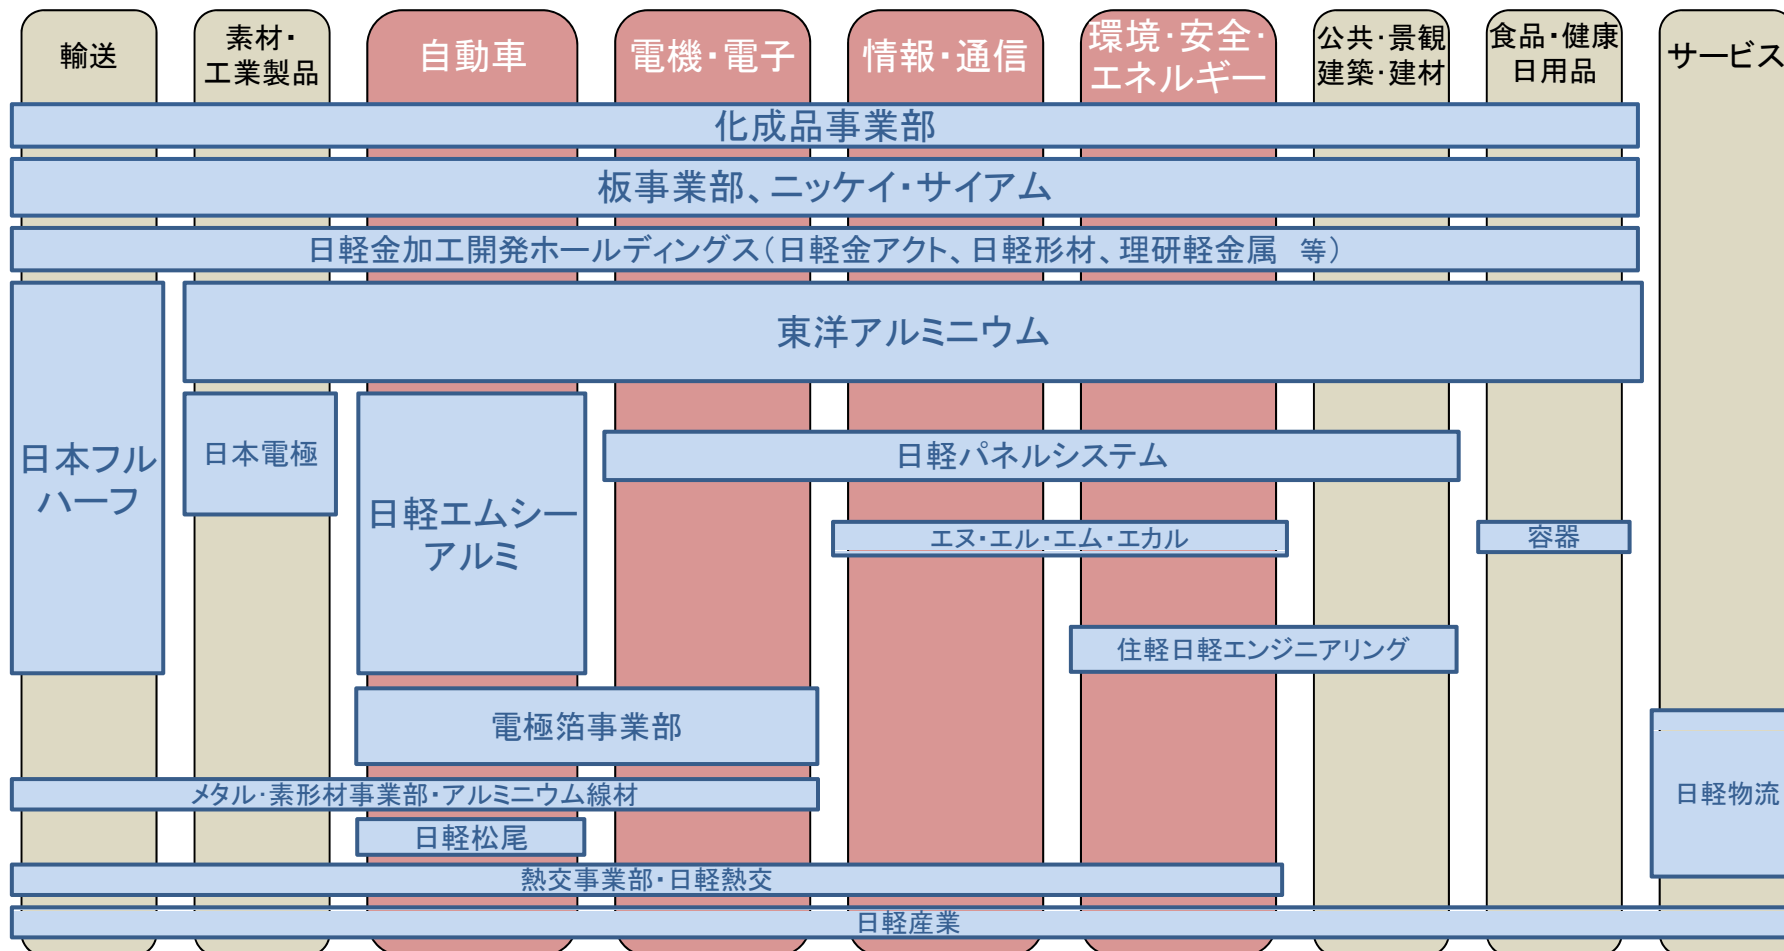 輸送
素材・
工業製品
自動車
電機・電子
情報・通信
環境・安全・
エネルギー
公共・景観
建築・建材
食品・健康
日用品
サービス
化成品事業部
板事業部、ニッケイ・サイアム
日軽金加工開発ホールディングス（日軽金アクト、日軽形材、理研軽金属　等）
東洋アルミニウム
日本フル
ハーフ
日本電極
日軽エムシー
アルミ
日軽パネルシステム
エヌ・エル・エム・エカル
容器
住軽日軽エンジニアリング
電極箔事業部
メタル・素形材事業部・アルミニウム線材
日軽物流
日軽松尾
熱交事業部・日軽熱交
日軽産業